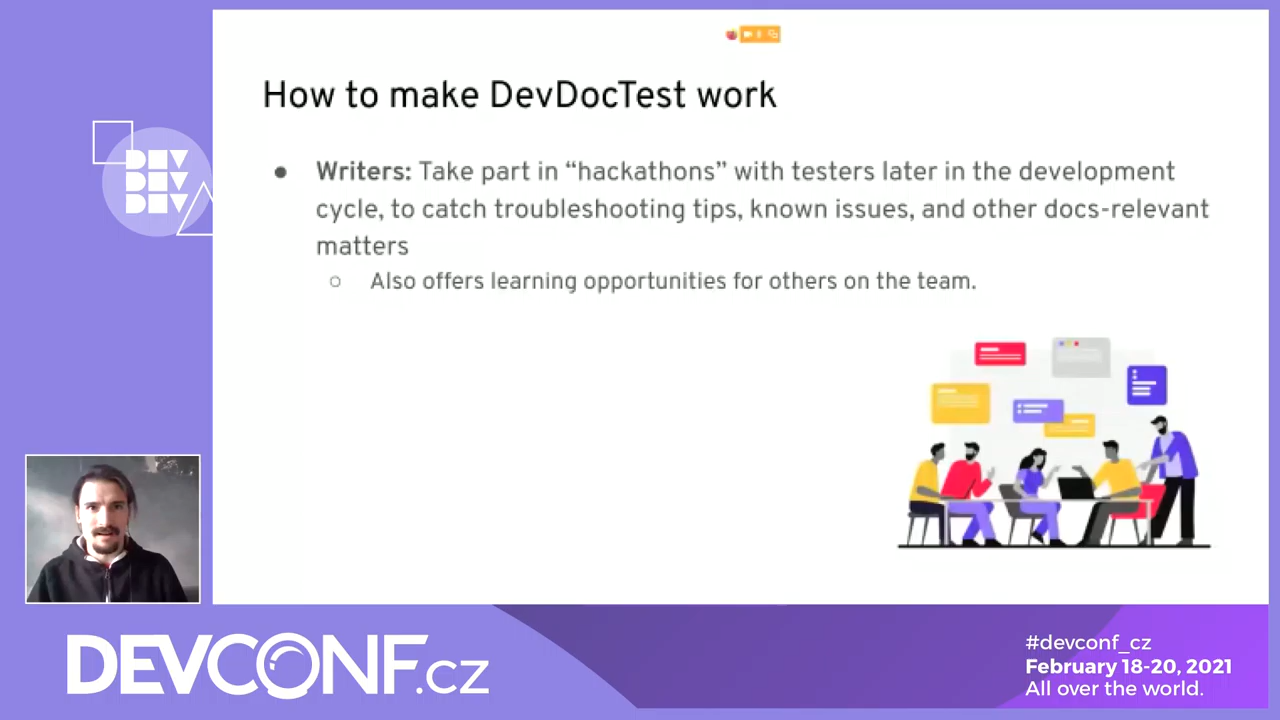 How to make DevDocTest work
● Writers: Take part in “hackathons” with testers later in the development
cycle, to catch troubleshooting tips, known issues, and other docs-relevant
matters
○ Also offers learning opportunities for others on the team.
DEV
DEV
DEV
DEVCONF.cz
#devconf_cz
February 18-20, 2021
All over the world.